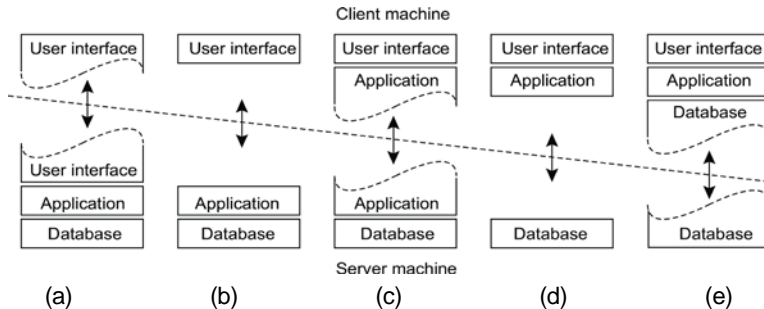 Client machine
User interface User interface User interface User interface User interface
Application Application Application
Database
User interface
Application Application Application
Database Database Database Database Database
Server machine
(a) (b) (c) (d) (e)